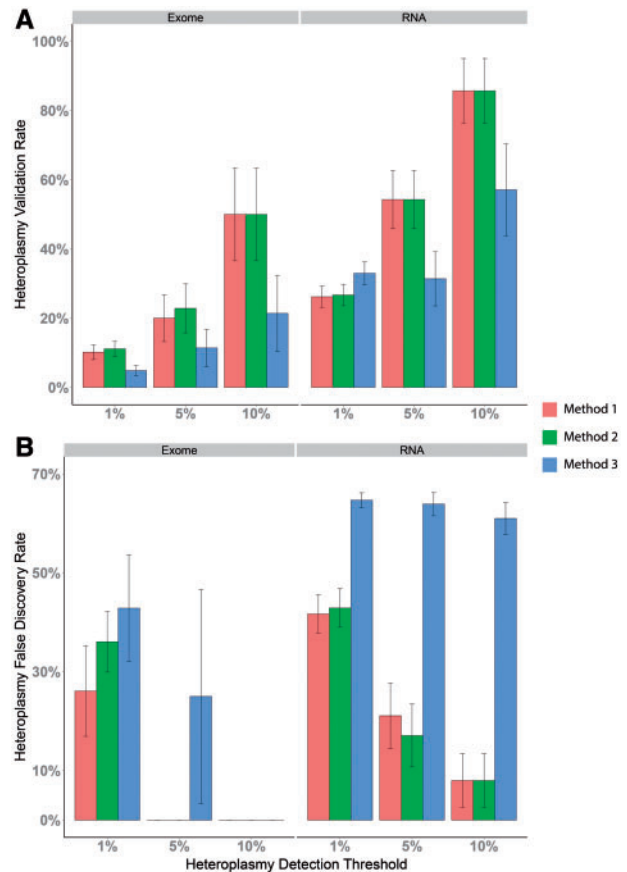 A
Exome
RNA
100%
80%
60%
40%
20%
0%
Heteroplasmy Validation Rate
1%
5%
10%
1%
5%
10%
Method 1
Method 2
Method 3
B
Exome
RNA
70%
50%
30%
10%
0%
Heteroplasmy False Discovery Rate
1%
5%
10%
1%
5%
10%
Heteroplasmy Detection Threshold